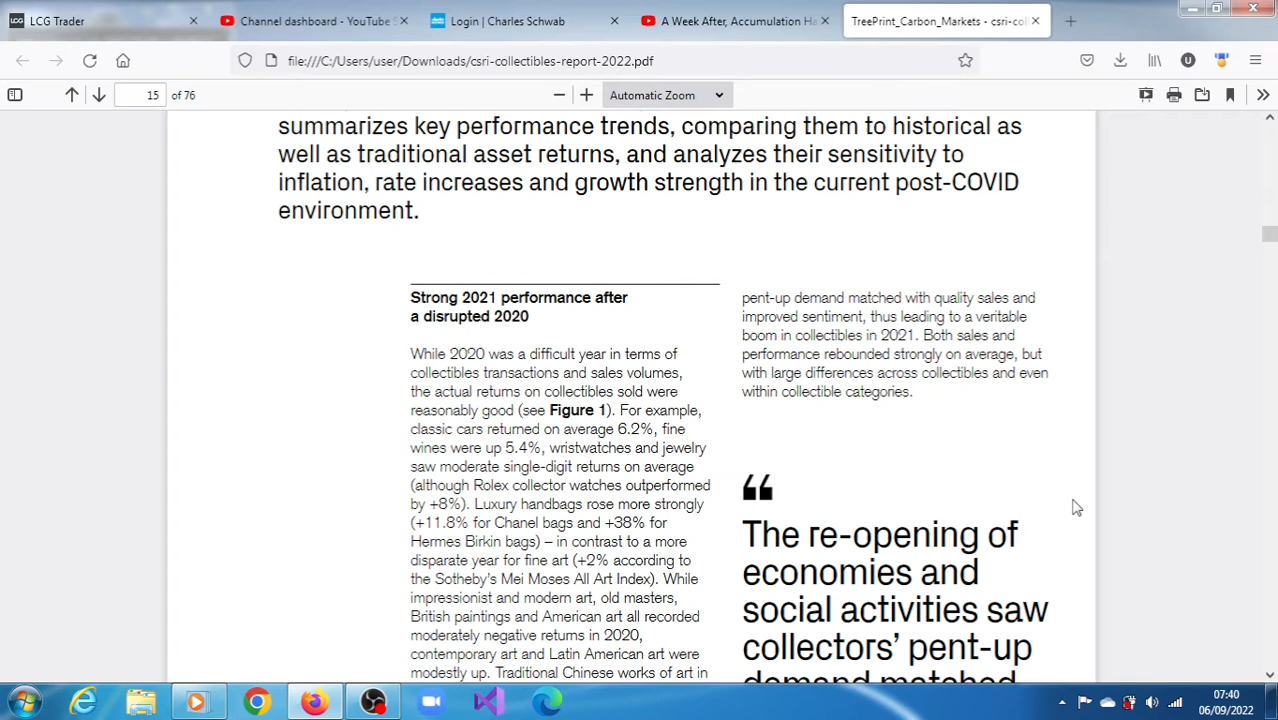 LCG Trader
Channel dashboard - YouTube S
Login | Charles Schwab
A Week After, Accumulation Ha
TreePrint_Carbon_Markets - csri-coll
file:///C:/Users/user/Downloads/csri-collectibles-report-2022.pdf
15 of 76
Automatic Zoom
summarizes key performance trends, comparing them to historical as
well as traditional asset returns, and analyzes their sensitivity to
inflation, rate increases and growth strength in the current post-COVID
environment.
Strong 2021 performance after
a disrupted 2020
While 2020 was a difficult year in terms of
collectibles transactions and sales volumes,
the actual returns on collectibles sold were
reasonably good (see Figure 1). For example,
classic cars returned on average 6.2%, fine
wines were up 5.4%, wristwatches and jewelry
saw moderate single-digit returns on average
(although Rolex collector watches outperformed
by +8%). Luxury handbags rose more strongly
(+11.8% for Chanel bags and +38% for
Hermes Birkin bags) – in contrast to a more
disparate year for fine art (+2% according to
the Sotheby's Mei Moses All Art Index). While
impressionist and modern art, old masters,
British paintings and American art all recorded
moderately negative returns in 2020,
contemporary art and Latin American art were
modestly up. Traditional Chinese works of art in
pent-up demand matched with quality sales and
improved sentiment, thus leading to a veritable
boom in collectibles in 2021. Both sales and
performance rebounded strongly on average, but
with large differences across collectibles and even
within collectible categories.
“
The re-opening of
economies and
social activities saw
collectors’ pent-up
demand matched
07:40
06/09/2022